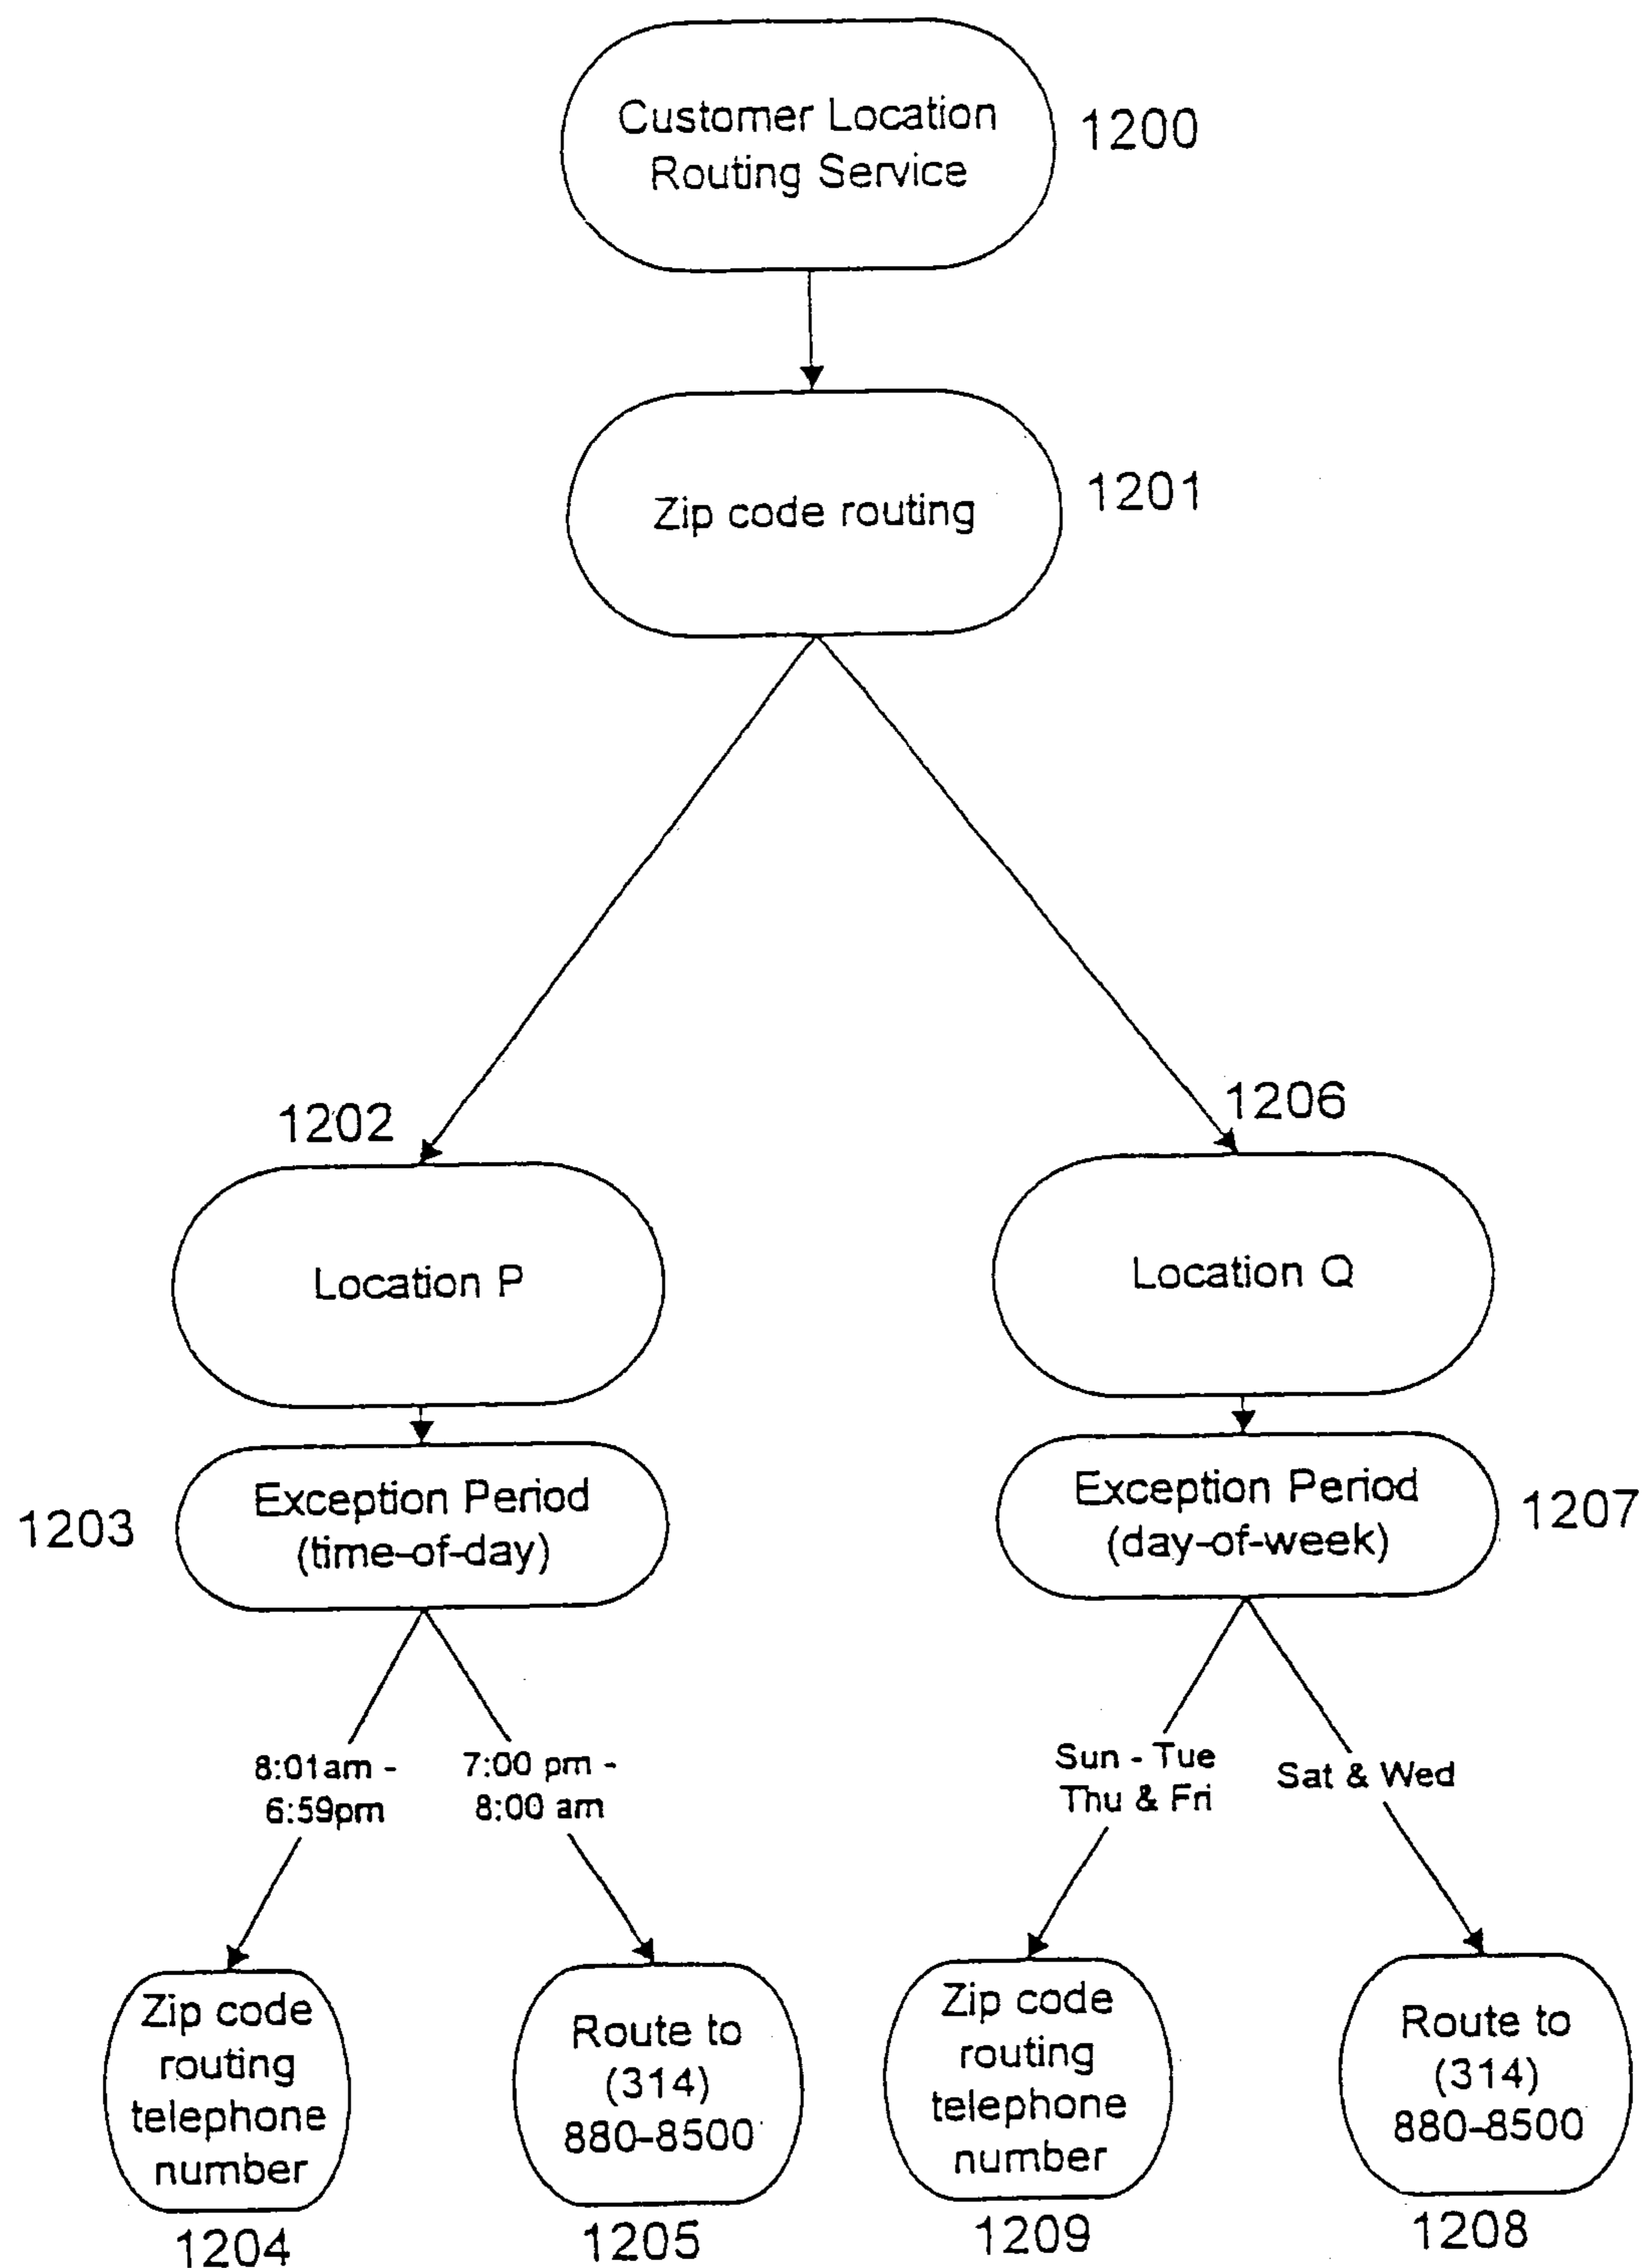 Customer Location
Routing Service
1200
Zip code routing
1201
1202
1206
Location P
Location Q
Exception Period
(time-of-day)
1203
Exception Period
(day-of-week)
1207
8:01am -
6:59pm
7:00 pm -
8:00 am
Sun - Tue
Thu & Fri
Sat & Wed
Zip code
routing
telephone
number
1204
Route to
(314)
880-8500
1205
Zip code
routing
telephone
number
1209
Route to
(314)
880-8500
1208